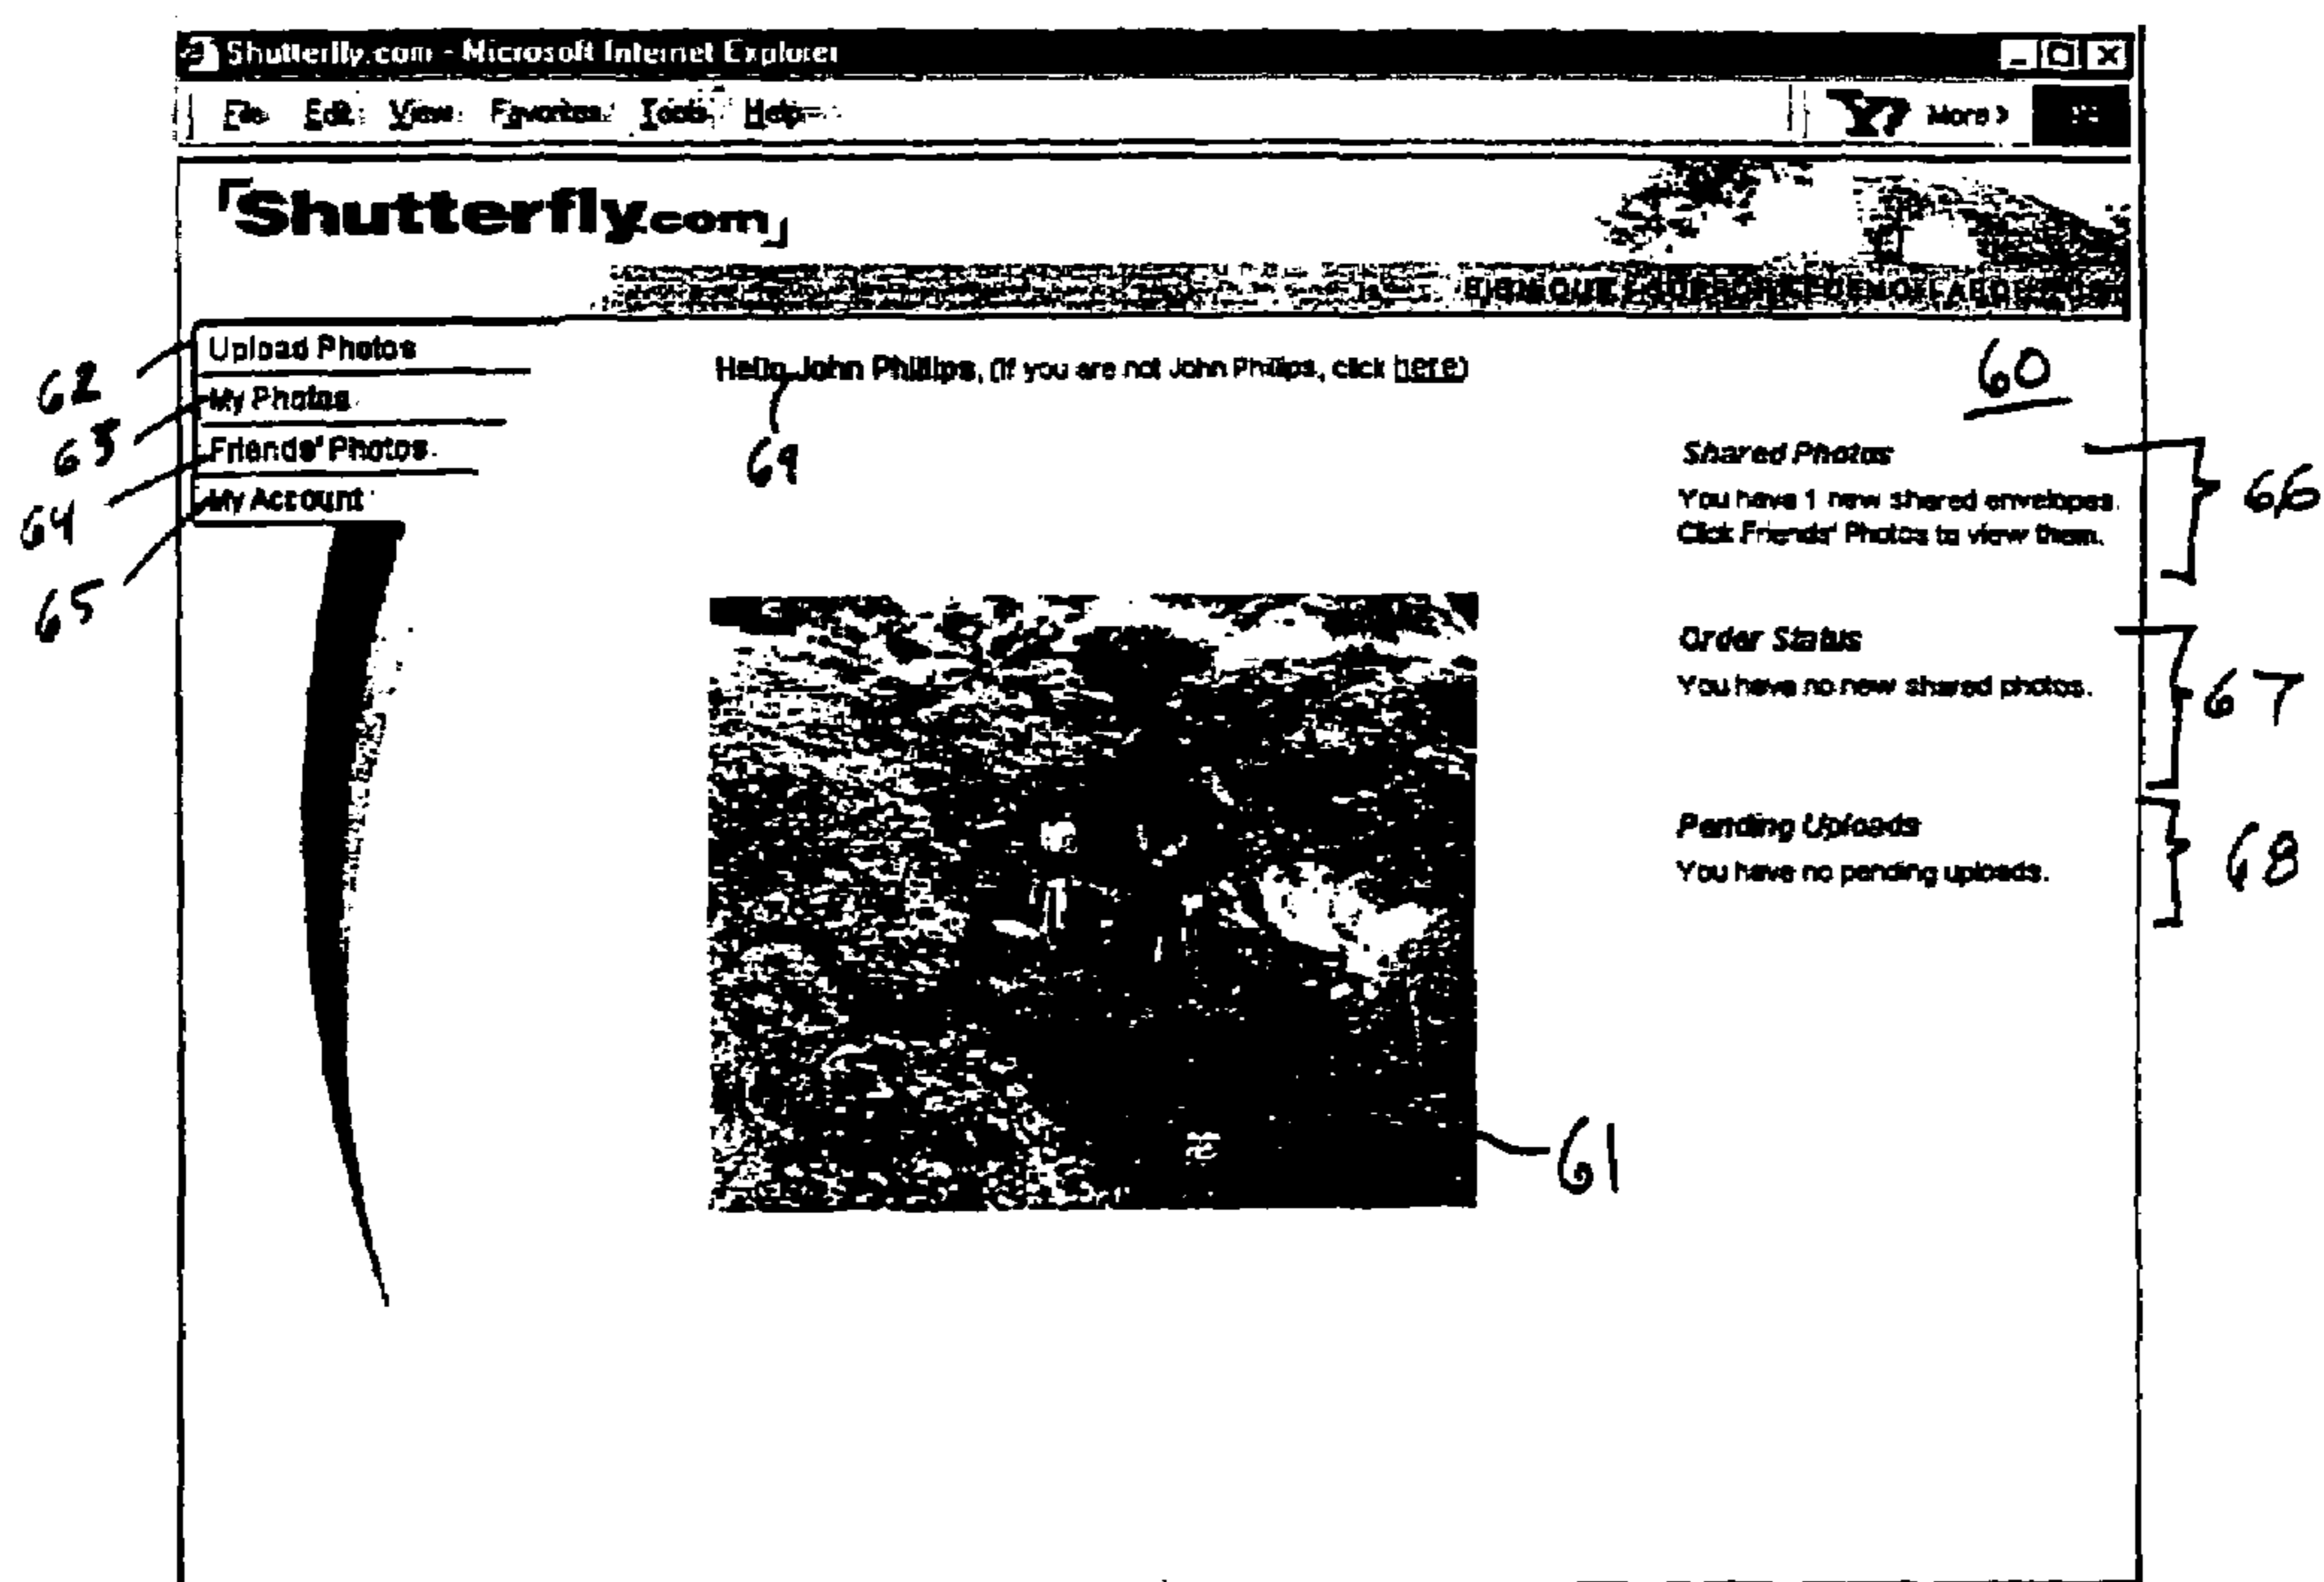 Shutterfly.com - Microsoft Internet Explorer
File Edit View Favorites Tools Help
Y? More >
Shutterfly.com
SIGN OUT
Upload Photos
My Photos
Friends' Photos
My Account
62
63
64
65
Hello John Phillips, (If you are not John Phillips, click here)
69
60
Shared Photos
You have 1 new shared envelopes.
Click Friends' Photos to view them.
66
Order Status
You have no new shared photos.
67
Pending Uploads
You have no pending uploads.
68
61